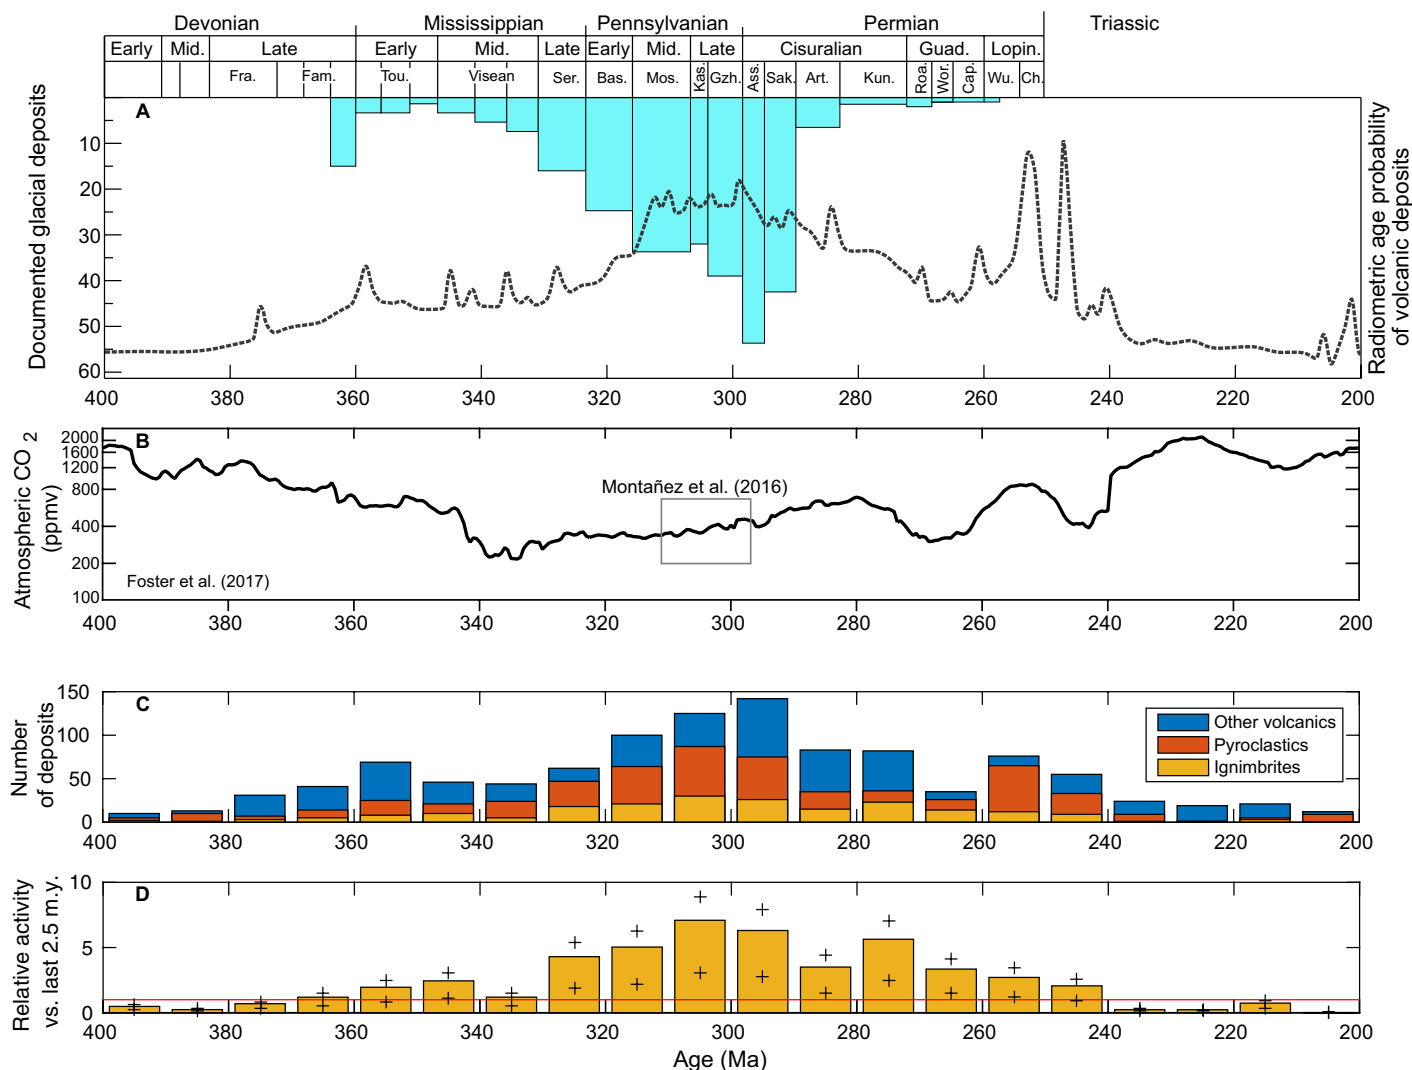 Devonian Mississippian Pennsylvanian Permian Triassic
Early Mid. Late Early Mid. Late Early Mid. Late Cisuralian Guad. Lopin.
Fra. Fam. Tou. Visean Ser. Bas. Mos. Kas. Gzh. Ass. Sak. Art. Kun. Roa. Wor. Cap. Wu. Ch.
A
Documented glacial deposits
10
20
30
40
50
60
Radiometric age probability
of volcanic deposits
400 380 360 340 320 300 280 260 240 220 200
B
Atmospheric CO 2
(ppmv)
2000
1600
1200
800
400
200
100
Montañez et al. (2016)
Foster et al. (2017)
400 380 360 340 320 300 280 260 240 220 200
C
Number
of deposits
150
100
50
0
Other volcanics
Pyroclastics
Ignimbrites
400 380 360 340 320 300 280 260 240 220 200
D
Relative activity
vs. last 2.5 m.y.
10
5
0
400 380 360 340 320 300 280 260 240 220 200
Age (Ma)